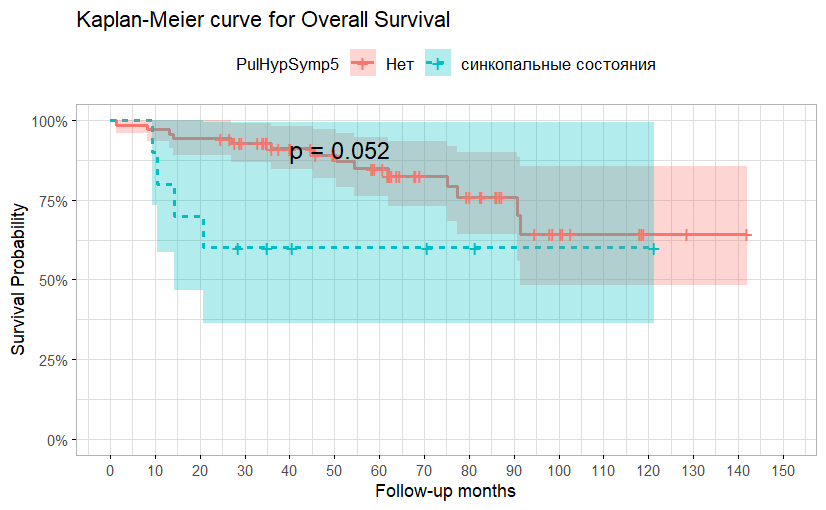 Kaplan-Meier curve for Overall Survival
PulHypSymp5 Нет синкопальные состояния
Survival Probability
100%
75%
50%
25%
0%
p = 0.052
0 10 20 30 40 50 60 70 80 90 100 110 120 130 140 150
Follow-up months